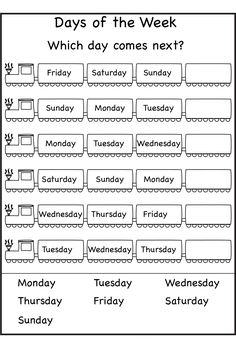 Days of the Week
Which day comes next?
Friday Saturday Sunday
Sunday Monday Tuesday
Monday Tuesday Wednesday
Saturday Sunday Monday
Wednesday Thursday Friday
Tuesday Wednesday Thursday
Monday Tuesday Wednesday
Thursday Friday Saturday
Sunday